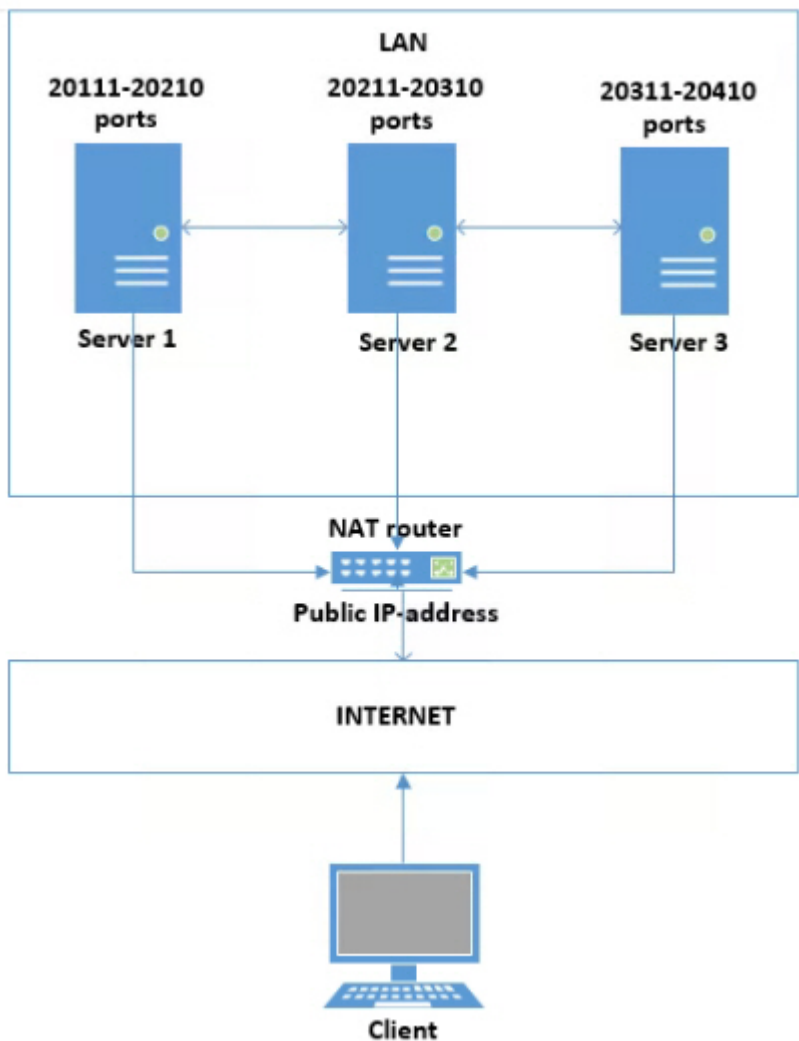 LAN
20111-20210
ports
20211-20310
ports
20311-20410
ports
Server 1
Server 2
Server 3
NAT router
Public IP-address
INTERNET
Client